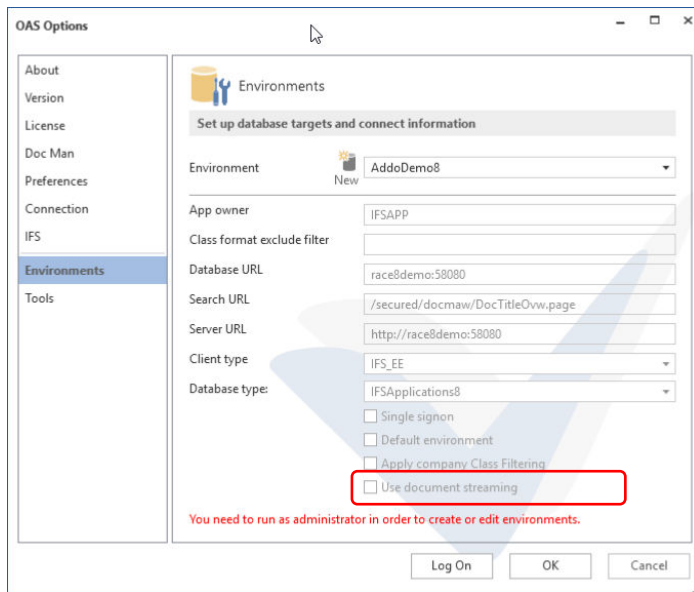 OAS Options
About
Version
License
Doc Man
Preferences
Connection
IFS
Environments
Tools
Environments
Set up database targets and connect information
Environment New AddoDemo8
App owner IFSAPP
Class format exclude filter
Database URL race8demo:58080
Search URL /secured/docmaw/DocTitleOvw.page
Server URL http://race8demo:58080
Client type IFS_EE
Database type: IFSApplications8
Single signon
Default environment
Apply company Class Filtering
Use document streaming
You need to run as administrator in order to create or edit environments.
Log On OK Cancel